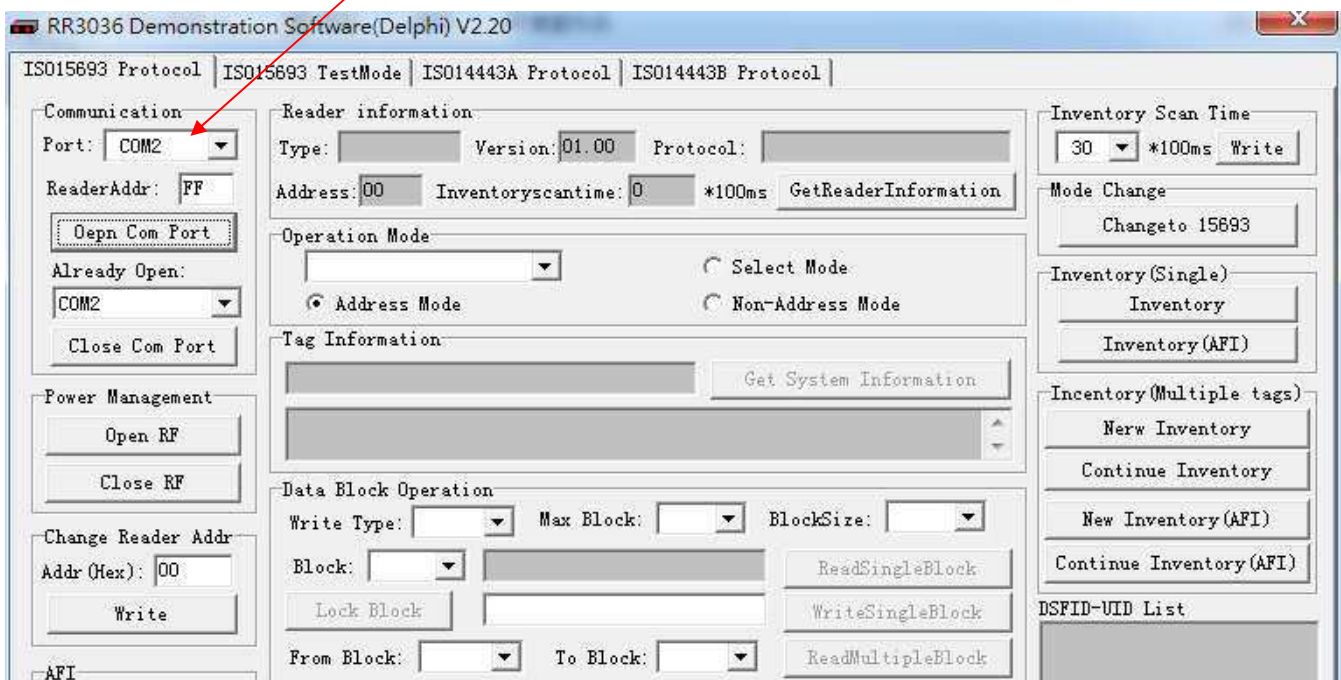 RR3036 Demonstration Software(Delphi) V2.20
ISO15693 Protocol
ISO15693 TestMode
ISO14443A Protocol
ISO14443B Protocol
Communication
Port: COM2
ReaderAddr: FF
Oepn Com Port
Already Open:
COM2
Close Com Port
Power Management
Open RF
Close RF
Change Reader Addr
Addr(Hex): 00
Write
AFI
Reader information
Type: Version: 01.00 Protocol:
Address: 00 Inventoryscantime: 0 *100ms GetReaderInformation
Operation Mode
Select Mode
Address Mode Non-Address Mode
Tag Information
Get System Information
Data Block Operation
Write Type: Max Block: BlockSize:
Block: ReadSingleBlock
Lock Block WriteSingleBlock
From Block: To Block: ReadMultipleBlock
Inventory Scan Time
30 *100ms Write
Mode Change
Changeto 15693
Inventory(Single)
Inventory
Inventory(AFI)
Incentory(Multiple tags)
Nerw Inventory
Continue Inventory
New Inventory(AFI)
Continue Inventory(AFI)
DSFID-UID List